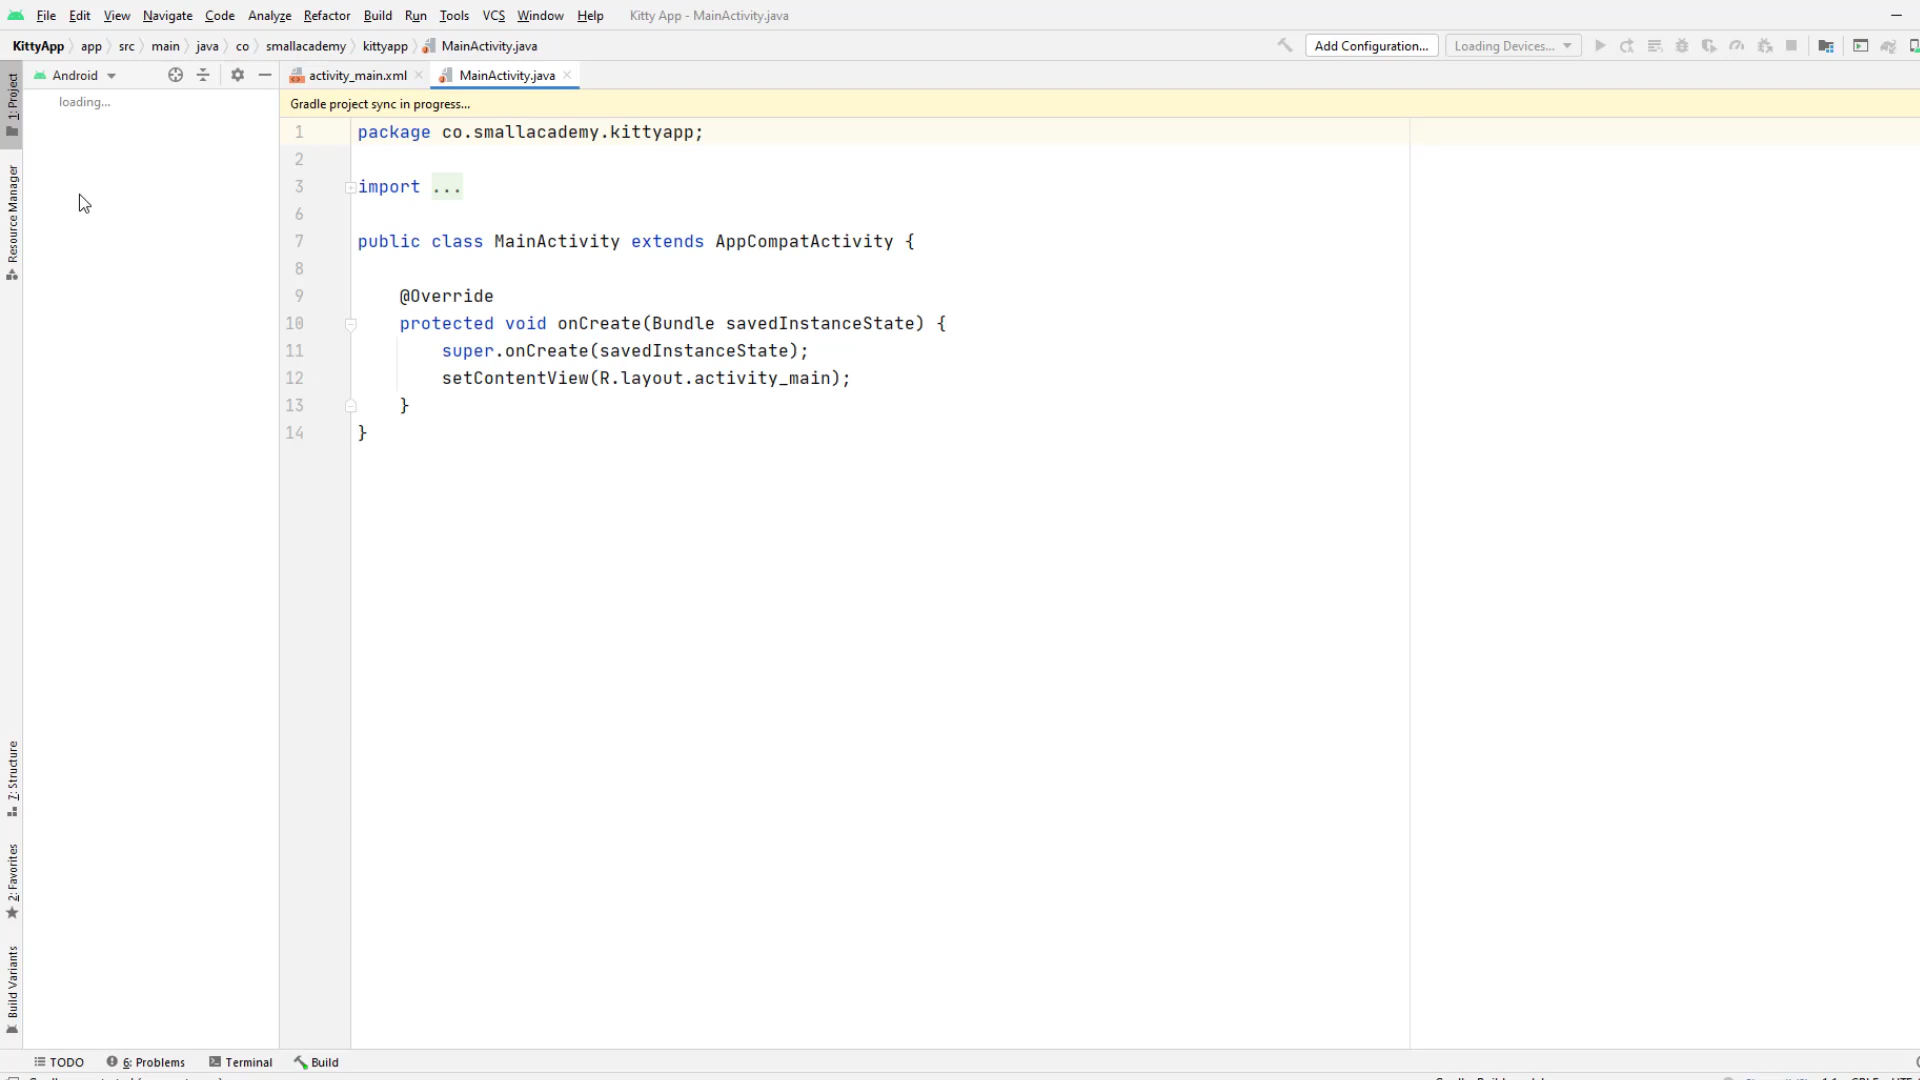 File Edit View Navigate Code Analyze Refactor Build Run Tools VCS Window Help Kitty App - MainActivity.java
KittyApp app src main java co smallacademy kittyapp MainActivity.java Add Configuration... Loading Devices...
Android activity_main.xml MainActivity.java
loading...
Gradle project sync in progress...
1 package co.smallacademy.kittyapp;
2
3 import ...
6
7 public class MainActivity extends AppCompatActivity {
8
9 @Override
10 protected void onCreate(Bundle savedInstanceState) {
11 super.onCreate(savedInstanceState);
12 setContentView(R.layout.activity_main);
13 }
14 }
1: Project
Resource Manager
7: Structure
2: Favorites
Build Variants
TODO 6: Problems Terminal Build